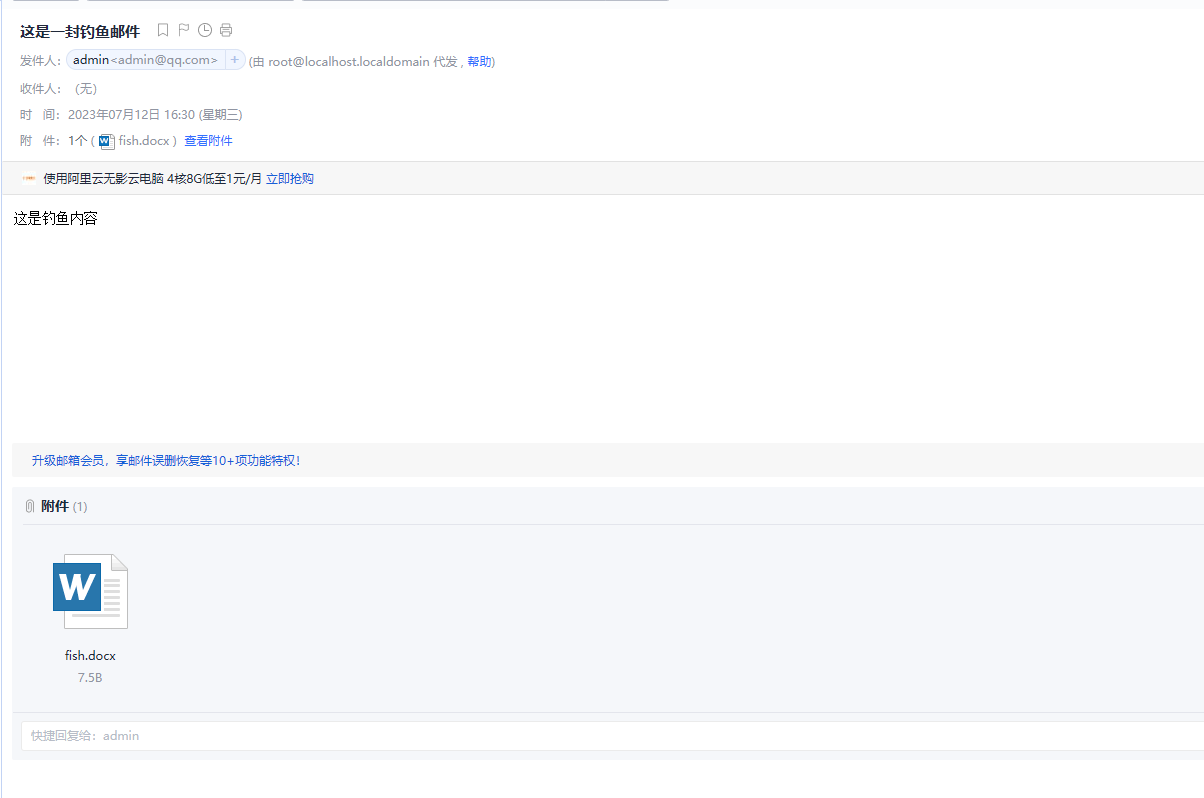 这是一封钓鱼邮件
发件人： admin<admin@qq.com> + (由 root@localhost.localdomain 代发 , 帮助)
收件人： (无)
时 间： 2023年07月12日 16:30 (星期三)
附 件： 1个 ( fish.docx ) 查看附件
使用阿里云无影云电脑 4核8G低至1元/月 立即抢购
这是钓鱼内容
升级邮箱会员，享邮件误删恢复等10+项功能特权！
附件 (1)
W
fish.docx
7.5B
快捷回复给：admin